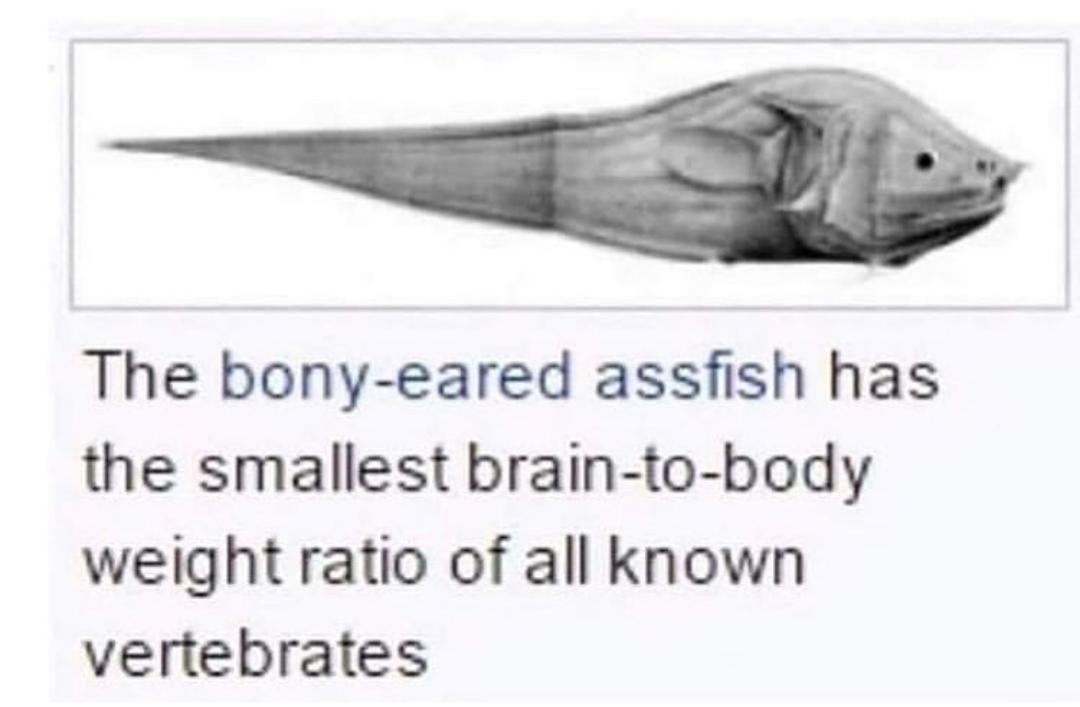 The bony-eared assfish has
the smallest brain-to-body
weight ratio of all known
vertebrates